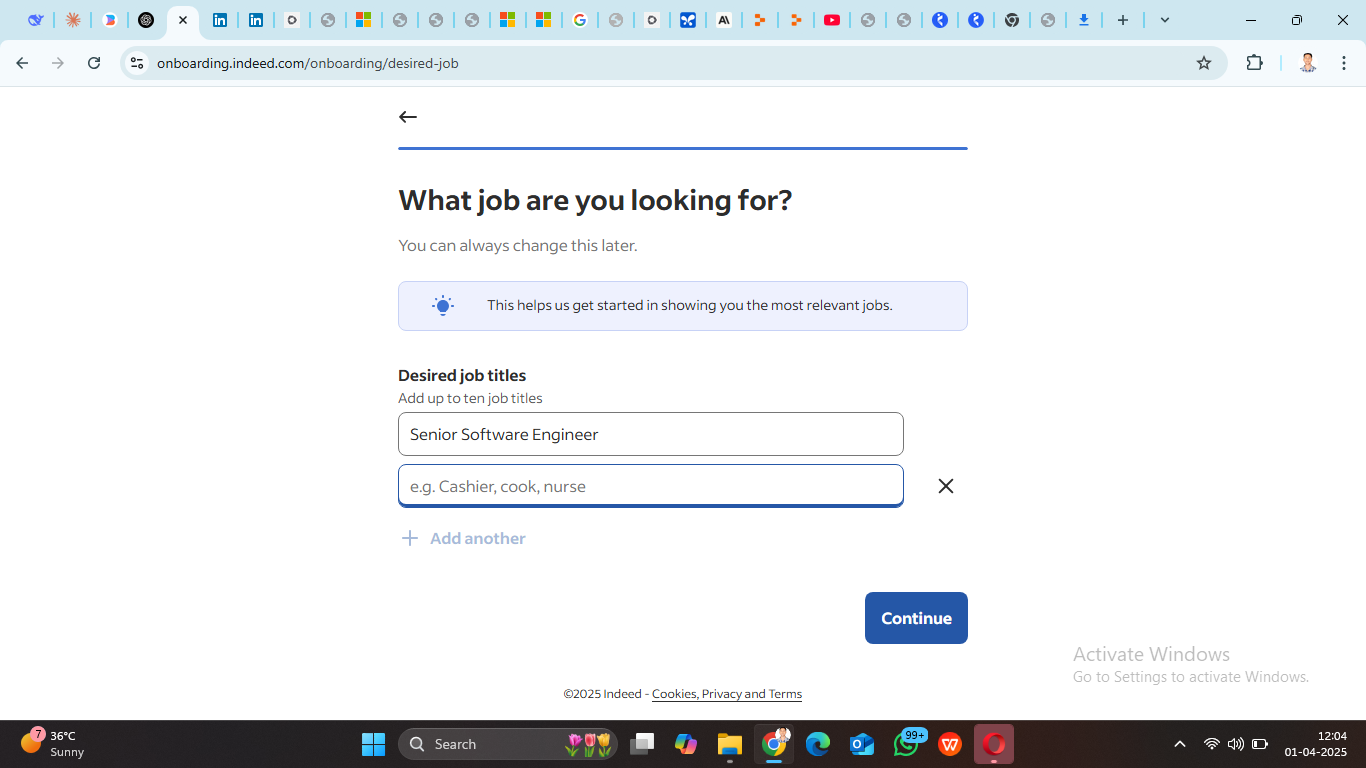 onboarding.indeed.com/onboarding/desired-job
What job are you looking for?
You can always change this later.
This helps us get started in showing you the most relevant jobs.
Desired job titles
Add up to ten job titles
Senior Software Engineer
e.g. Cashier, cook, nurse
Add another
Continue
Activate Windows
Go to Settings to activate Windows.
©2025 Indeed - Cookies, Privacy and Terms
7
36°C
Sunny
Search
99+
12:04
01-04-2025